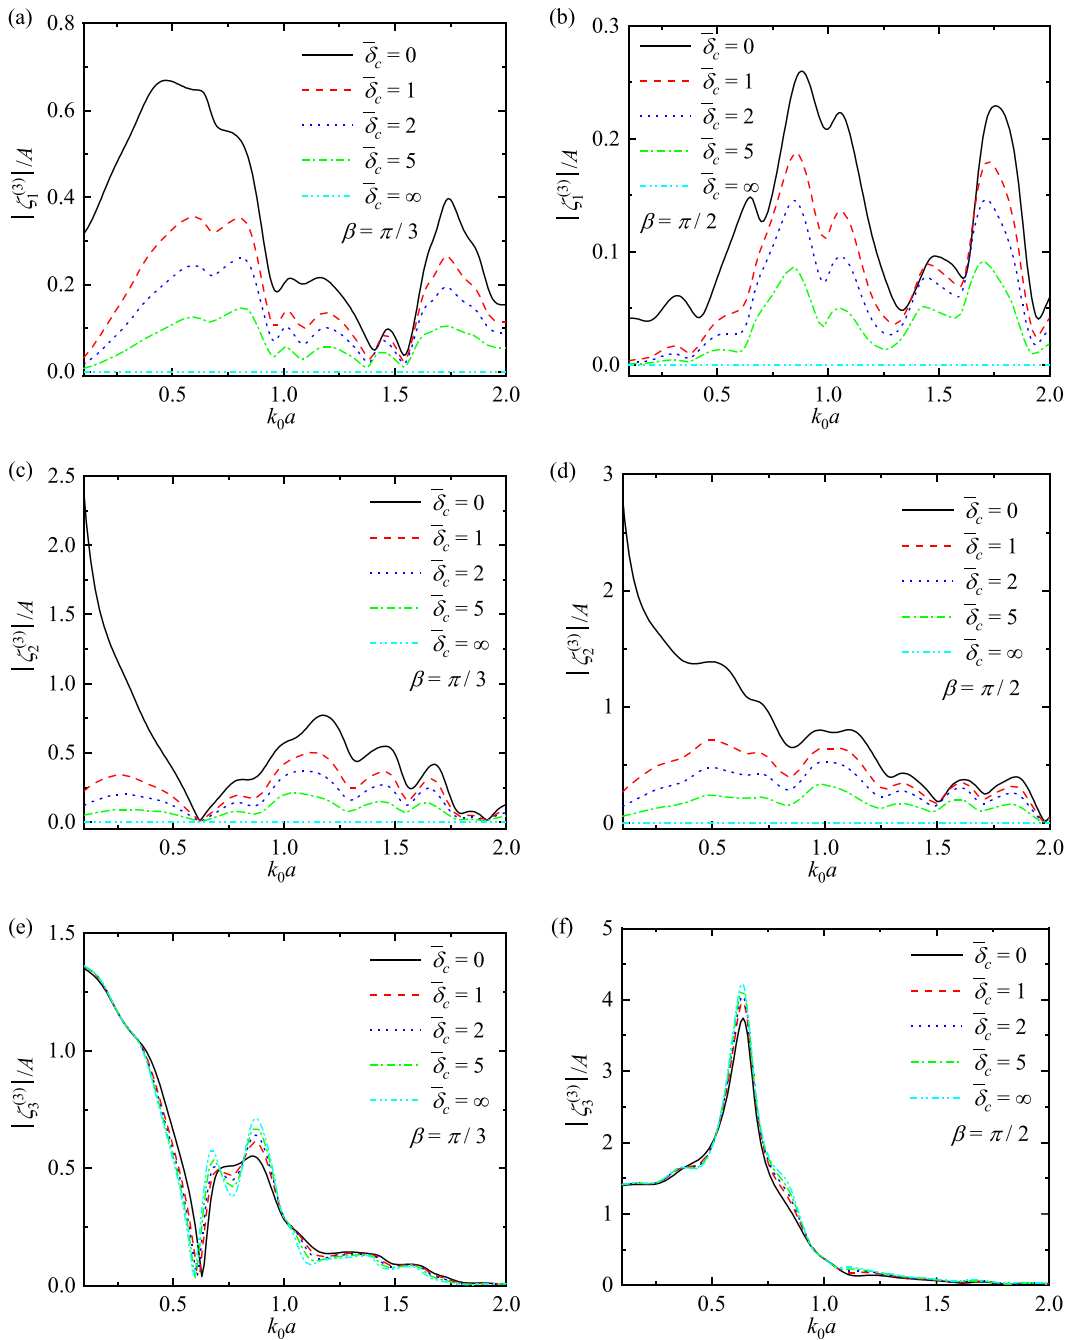 (a)
0.8
0.6
0.4
0.2
0.0
|ζ₁⁽³⁾|/A
δ̅c = 0
δ̅c = 1
δ̅c = 2
δ̅c = 5
δ̅c = ∞
β = π / 3
0.5 1.0 1.5 2.0
k₀a
(b)
0.3
0.2
0.1
0.0
|ζ₁⁽³⁾|/A
δ̅c = 0
δ̅c = 1
δ̅c = 2
δ̅c = 5
δ̅c = ∞
β = π / 2
0.5 1.0 1.5 2.0
k₀a
(c)
2.5
2.0
1.5
1.0
0.5
0.0
|ζ₂⁽³⁾|/A
δ̅c = 0
δ̅c = 1
δ̅c = 2
δ̅c = 5
δ̅c = ∞
β = π / 3
0.5 1.0 1.5 2.0
k₀a
(d)
3
2
1
0
|ζ₂⁽³⁾|/A
δ̅c = 0
δ̅c = 1
δ̅c = 2
δ̅c = 5
δ̅c = ∞
β = π / 2
0.5 1.0 1.5 2.0
k₀a
(e)
1.5
1.0
0.5
0.0
|ζ₃⁽³⁾|/A
δ̅c = 0
δ̅c = 1
δ̅c = 2
δ̅c = 5
δ̅c = ∞
β = π / 3
0.5 1.0 1.5 2.0
k₀a
(f)
5
4
3
2
1
0
|ζ₃⁽³⁾|/A
δ̅c = 0
δ̅c = 1
δ̅c = 2
δ̅c = 5
δ̅c = ∞
β = π / 2
0.5 1.0 1.5 2.0
k₀a